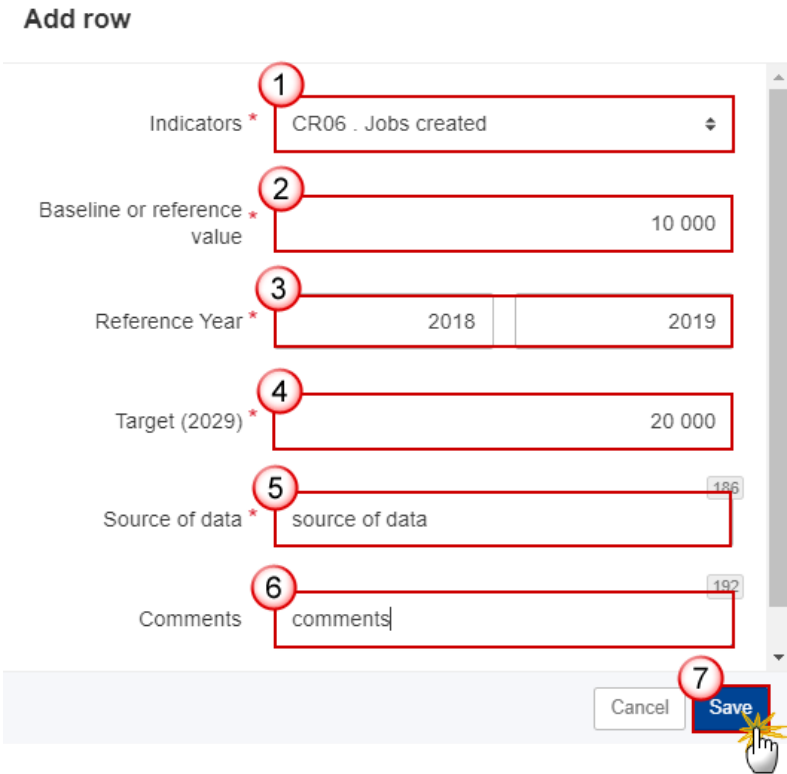 Add row
1
Indicators * CR06 . Jobs created
2
Baseline or reference * 10 000
value
3
Reference Year * 2018 2019
4
Target (2029) * 20 000
5 186
Source of data * source of data
6 192
Comments comments
7
Cancel Save